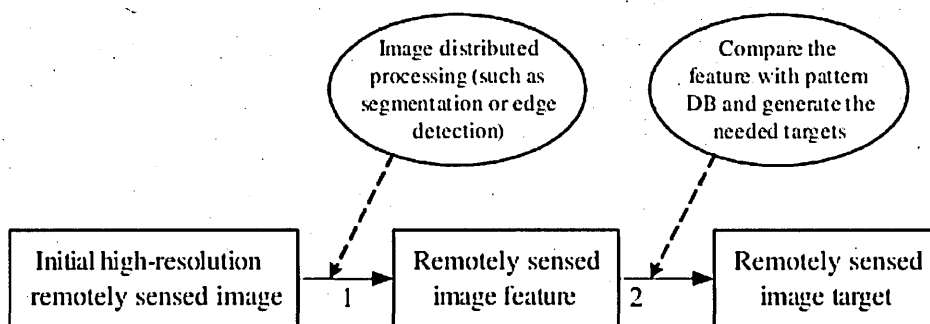 Image distributed
processing (such as
segmentation or edge
detection)
Compare the
feature with pattern
DB and generate the
needed targets
Initial high-resolution
remotely sensed image
1
Remotely sensed
image feature
2
Remotely sensed
image target